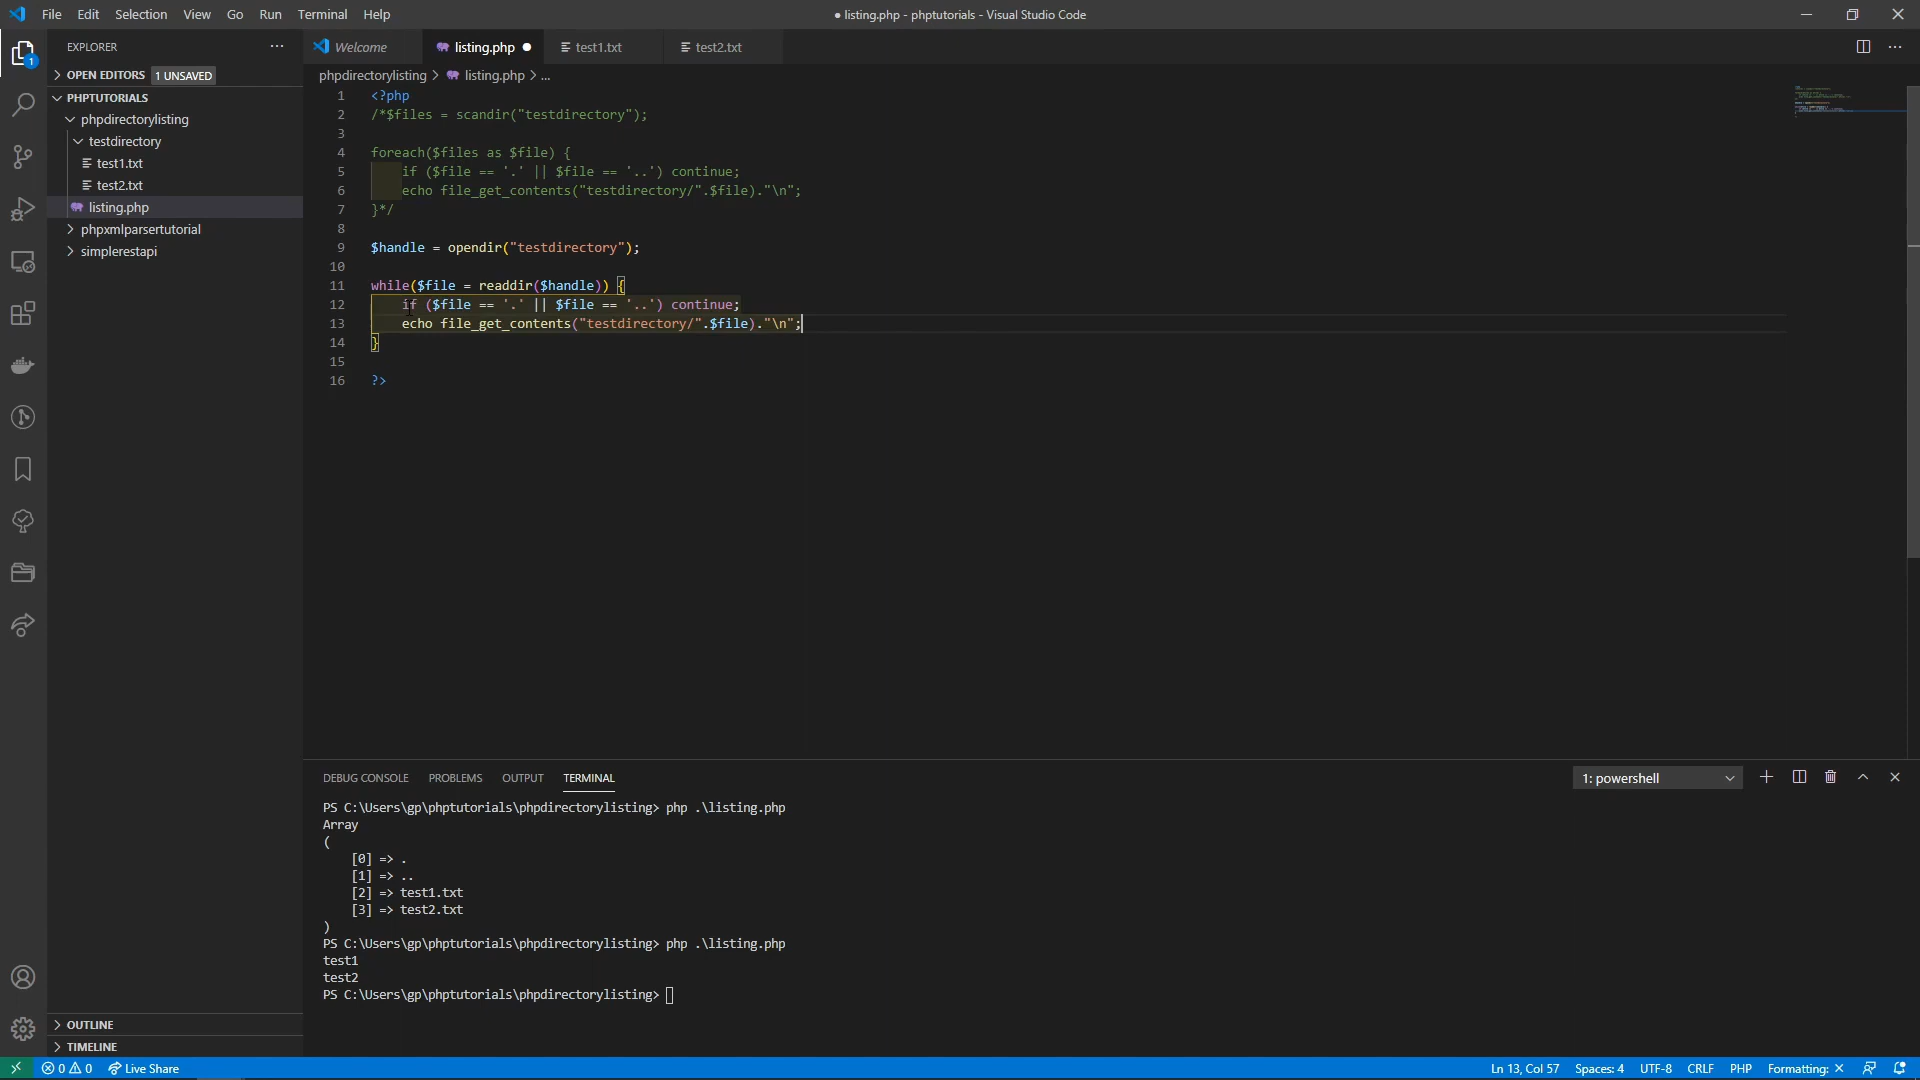 File Edit Selection View Go Run Terminal Help
● listing.php - phptutorials - Visual Studio Code
EXPLORER ···
1
OPEN EDITORS 1 UNSAVED
PHPTUTORIALS
phpdirectorylisting
testdirectory
test1.txt
test2.txt
listing.php
phpxmlparsertutorial
simplerestapi
OUTLINE
TIMELINE
Welcome listing.php ● test1.txt test2.txt
phpdirectorylisting > listing.php > ...
1 <?php
2 /*$files = scandir("testdirectory");
3
4 foreach($files as $file) {
5 if ($file == '.' || $file == '..') continue;
6 echo file_get_contents("testdirectory/".$file)."\n";
7 }*/
8
9 $handle = opendir("testdirectory");
10
11 while($file = readdir($handle)) {
12 if ($file == '.' || $file == '..') continue;
13 echo file_get_contents("testdirectory/".$file)."\n";
14 }
15
16 ?>
DEBUG CONSOLE PROBLEMS OUTPUT TERMINAL
1: powershell
PS C:\Users\gp\phptutorials\phpdirectorylisting> php .\listing.php
Array
(
[0] => .
[1] => ..
[2] => test1.txt
[3] => test2.txt
)
PS C:\Users\gp\phptutorials\phpdirectorylisting> php .\listing.php
test1
test2
PS C:\Users\gp\phptutorials\phpdirectorylisting>
0 0 Live Share
Ln 13, Col 57 Spaces: 4 UTF-8 CRLF PHP Formatting: ✕